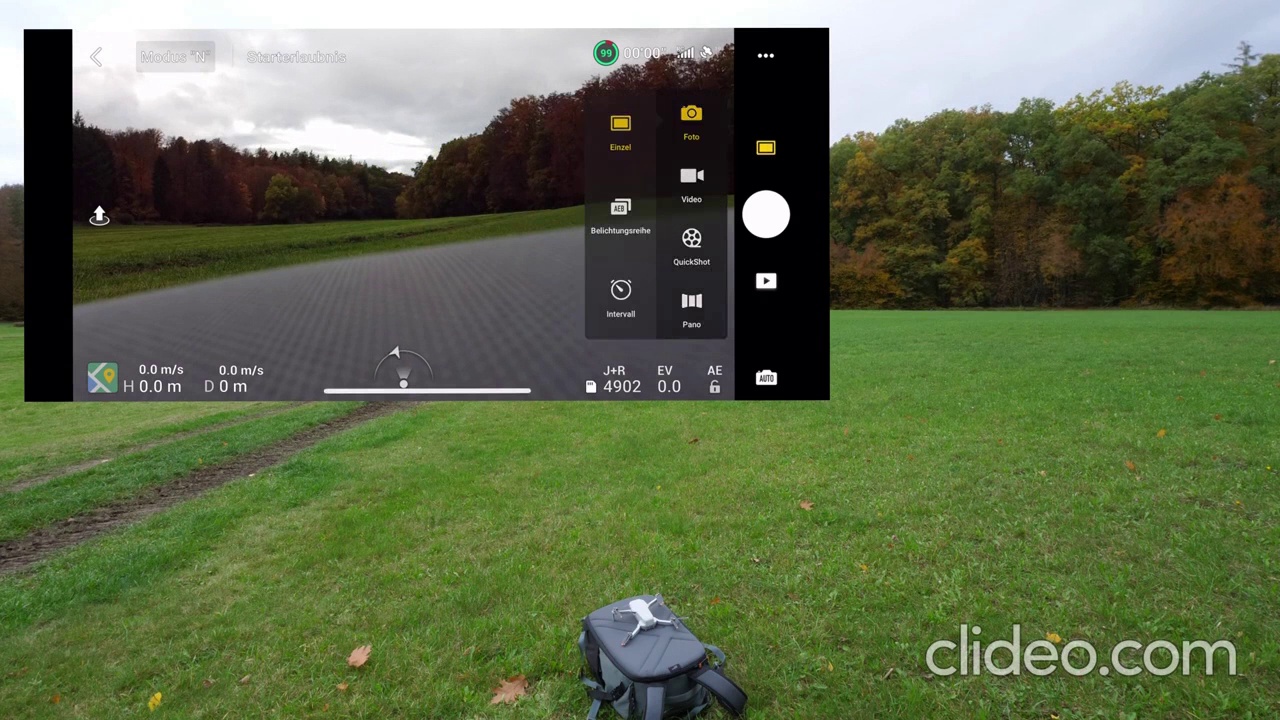 Modus "N"
Starterlaubnis
99
00'00"
Einzel
Foto
Video
AEB
Belichtungsreihe
QuickShot
Intervall
Pano
0.0 m/s
0.0 m/s
H 0.0 m
D 0 m
J+R
EV
AE
4902
0.0
AUTO
clideo.com